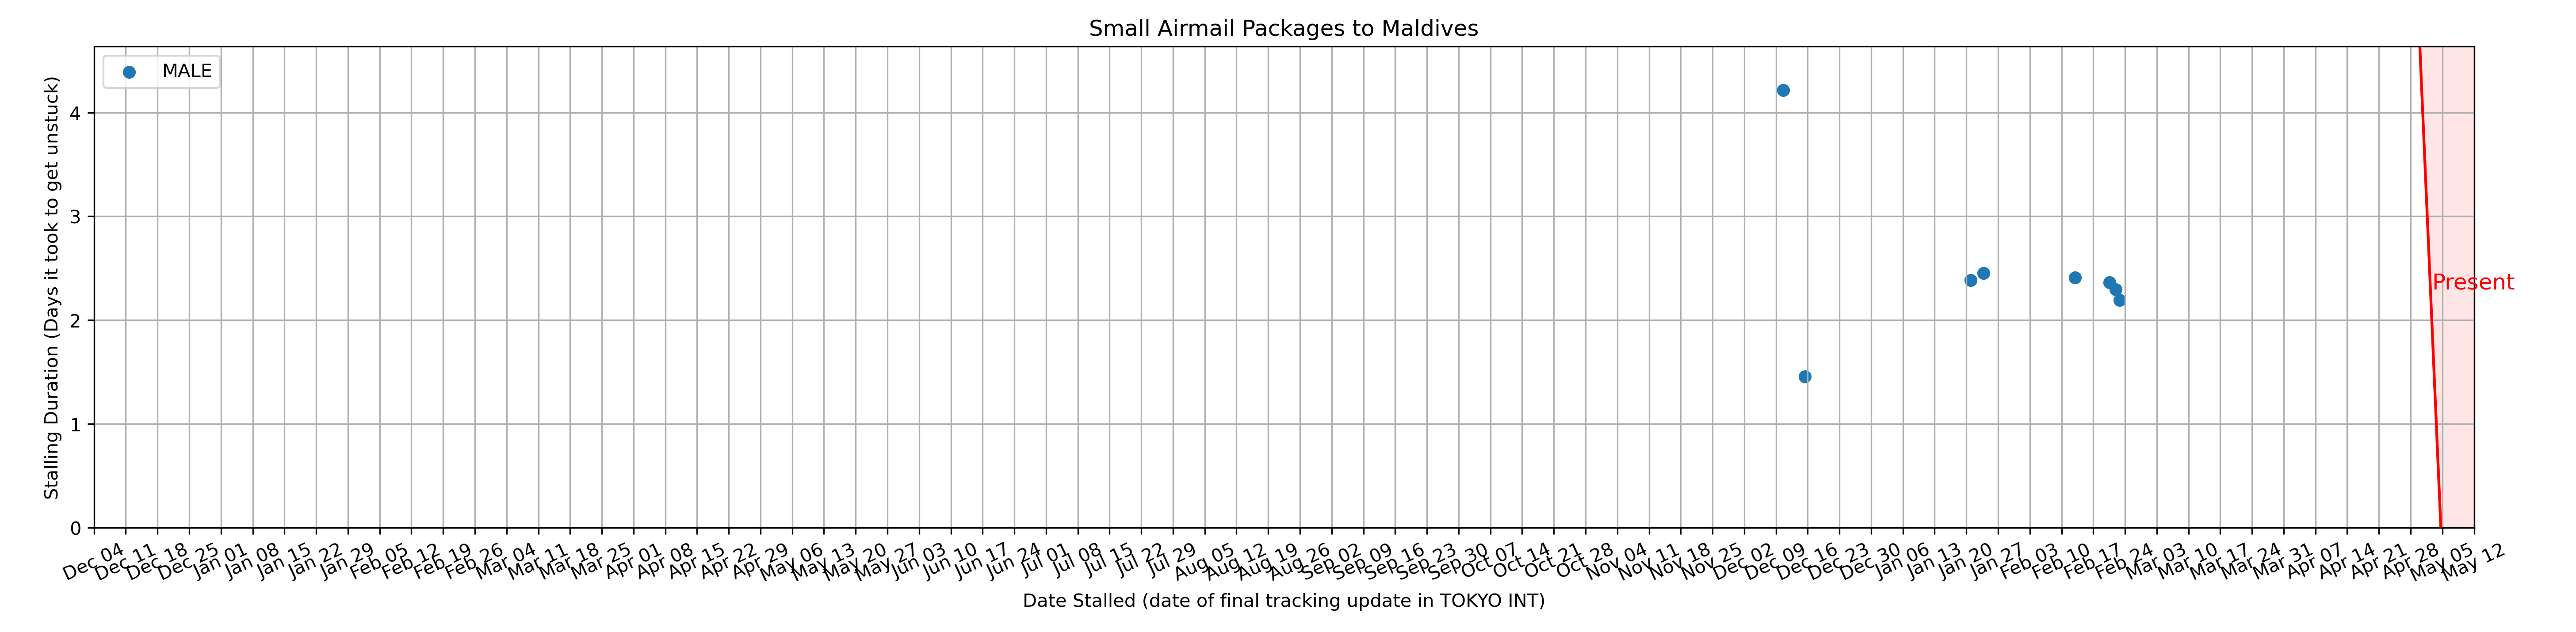 Small Airmail Packages to Maldives
MALE
Stalling Duration (Days it took to get unstuck)
4
3
2
1
0
Present
Dec 04
Dec 11
Dec 18
Dec 25
Jan 01
Jan 08
Jan 15
Jan 22
Jan 29
Feb 05
Feb 12
Feb 19
Feb 26
Mar 04
Mar 11
Mar 18
Mar 25
Apr 01
Apr 08
Apr 15
Apr 22
Apr 29
May 06
May 13
May 20
May 27
Jun 03
Jun 10
Jun 17
Jun 24
Jul 01
Jul 08
Jul 15
Jul 22
Jul 29
Aug 05
Aug 12
Aug 19
Aug 26
Sep 02
Sep 09
Sep 16
Sep 23
Sep 30
Oct 07
Oct 14
Oct 21
Oct 28
Nov 04
Nov 11
Nov 18
Nov 25
Dec 02
Dec 09
Dec 16
Dec 23
Dec 30
Jan 06
Jan 13
Jan 20
Jan 27
Feb 03
Feb 10
Feb 17
Feb 24
Mar 03
Mar 10
Mar 17
Mar 24
Mar 31
Apr 07
Apr 14
Apr 21
Apr 28
May 05
May 12
Date Stalled (date of final tracking update in TOKYO INT)